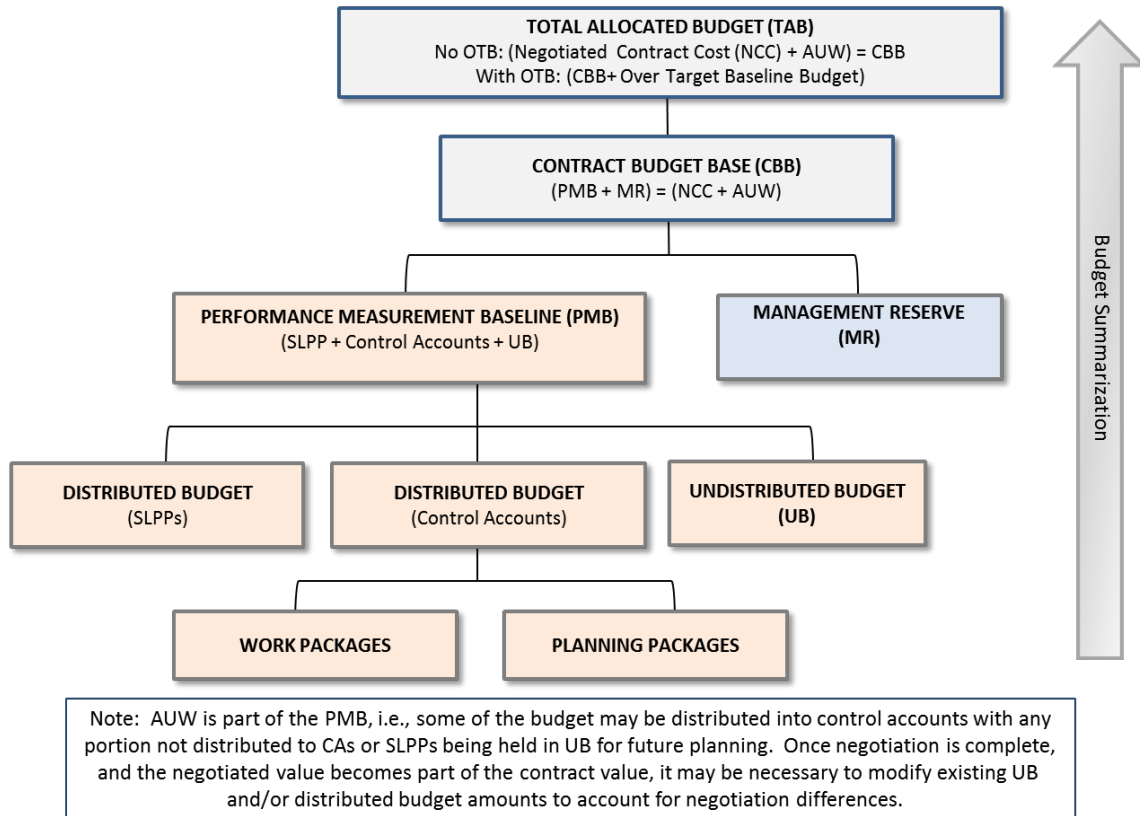 TOTAL ALLOCATED BUDGET (TAB)
No OTB: (Negotiated Contract Cost (NCC) + AUW) = CBB
With OTB: (CBB+ Over Target Baseline Budget)
CONTRACT BUDGET BASE (CBB)
(PMB + MR) = (NCC + AUW)
PERFORMANCE MEASUREMENT BASELINE (PMB)
(SLPP + Control Accounts + UB)
MANAGEMENT RESERVE
(MR)
DISTRIBUTED BUDGET
(SLPPs)
DISTRIBUTED BUDGET
(Control Accounts)
UNDISTRIBUTED BUDGET
(UB)
WORK PACKAGES
PLANNING PACKAGES
Budget Summarization
Note: AUW is part of the PMB, i.e., some of the budget may be distributed into control accounts with any
portion not distributed to CAs or SLPPs being held in UB for future planning. Once negotiation is complete,
and the negotiated value becomes part of the contract value, it may be necessary to modify existing UB
and/or distributed budget amounts to account for negotiation differences.